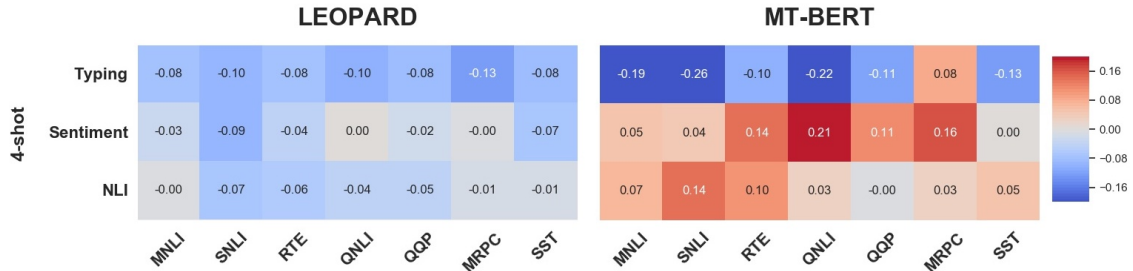 LEOPARD MT-BERT
4-shot
Typing -0.08 -0.10 -0.08 -0.10 -0.08 -0.13 -0.08 -0.19 -0.26 -0.10 -0.22 -0.11 0.08 -0.13
Sentiment -0.03 -0.09 -0.04 0.00 -0.02 -0.00 -0.07 0.05 0.04 0.14 0.21 0.11 0.16 0.00
NLI -0.00 -0.07 -0.06 -0.04 -0.05 -0.01 -0.01 0.07 0.14 0.10 0.03 -0.00 0.03 0.05
MNLI SNLI RTE QNLI QQP MRPC SST MNLI SNLI RTE QNLI QQP MRPC SST
0.16
0.08
0.00
-0.08
-0.16